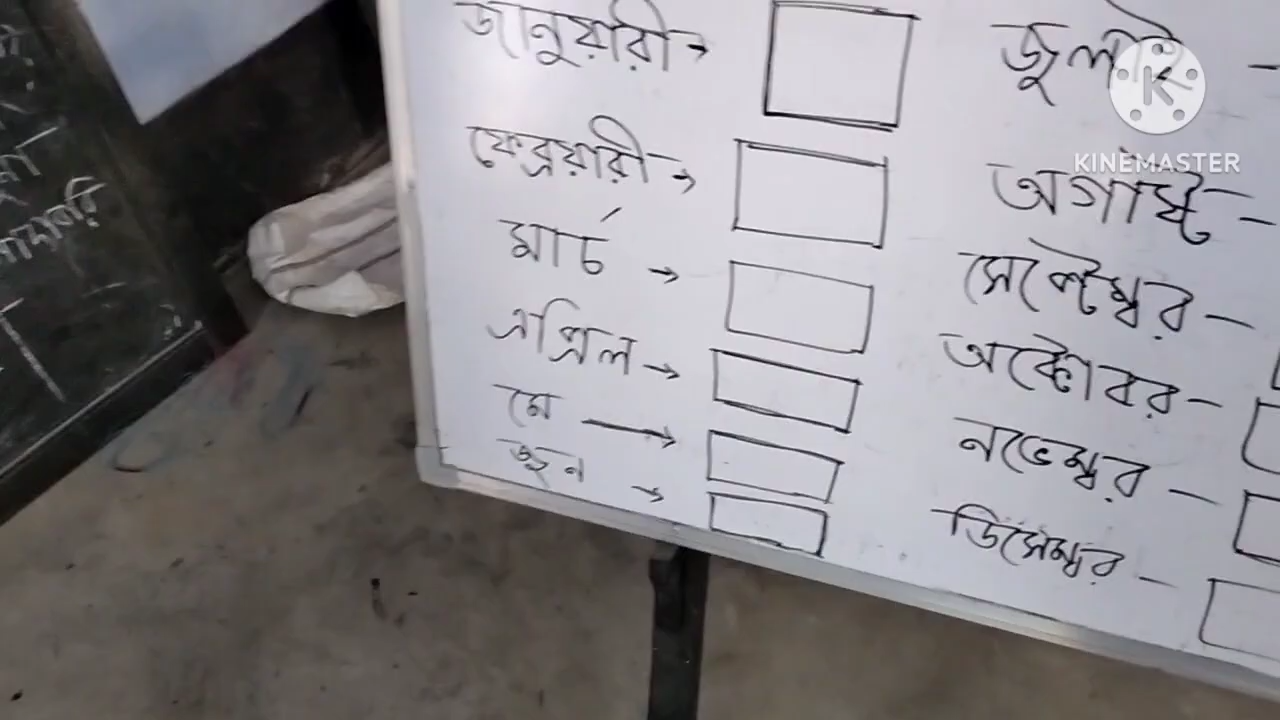 জানুয়ারী→
ফেব্রুয়ারী→
মার্চ →
এপ্রিল→
মে →
জুন →
জুলাই -
অগাষ্ট -
সেপ্টেম্বর -
অক্টোবর -
নভেম্বর -
ডিসেম্বর -
KINEMASTER